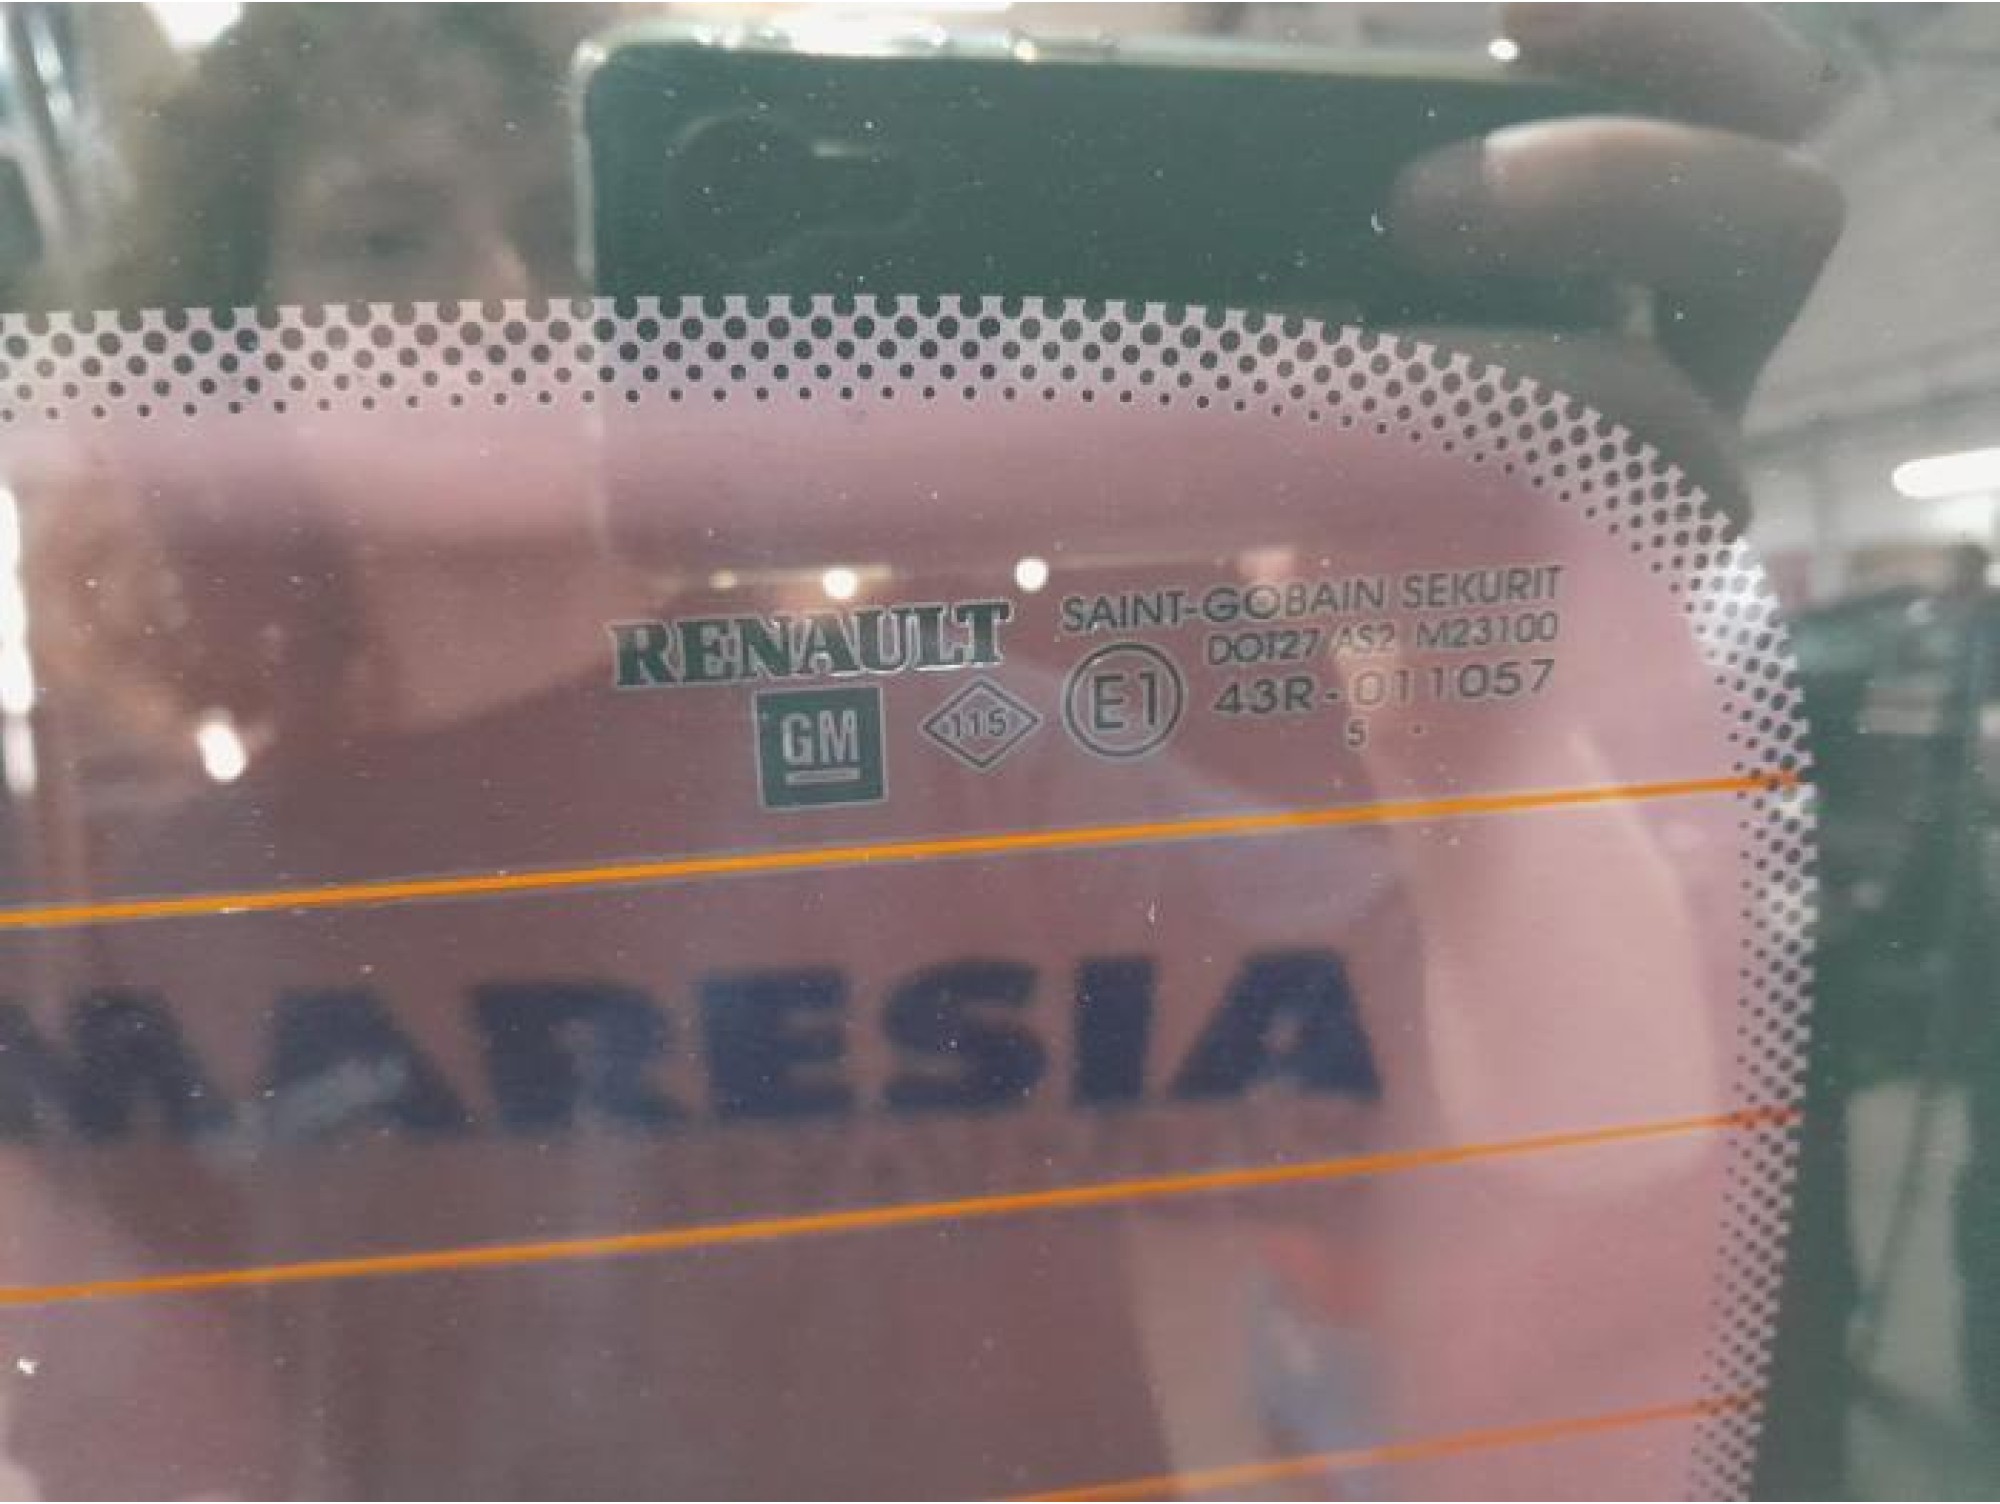 RENAULT
SAINT-GOBAIN SEKURIT
DOT27 AS2 M23100
GM
115
E1
43R-011057
5 .
MARESIA